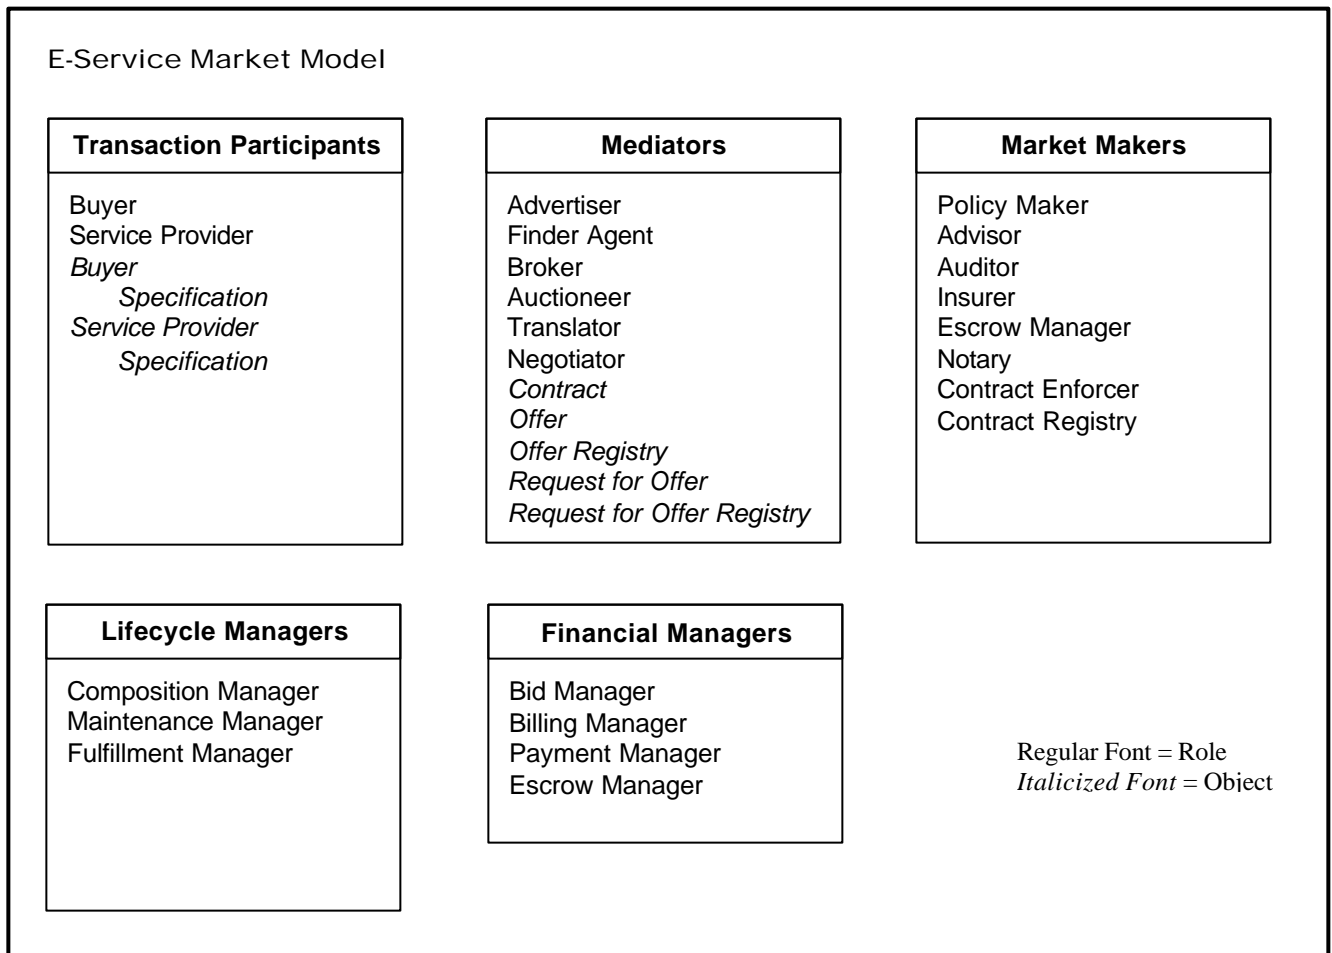 E-Service Market Model
Transaction Participants
Buyer
Service Provider
Buyer
Specification
Service Provider
Specification
Mediators
Advertiser
Finder Agent
Broker
Auctioneer
Translator
Negotiator
Contract
Offer
Offer Registry
Request for Offer
Request for Offer Registry
Market Makers
Policy Maker
Advisor
Auditor
Insurer
Escrow Manager
Notary
Contract Enforcer
Contract Registry
Lifecycle Managers
Composition Manager
Maintenance Manager
Fulfillment Manager
Financial Managers
Bid Manager
Billing Manager
Payment Manager
Escrow Manager
Regular Font = Role
Italicized Font = Object